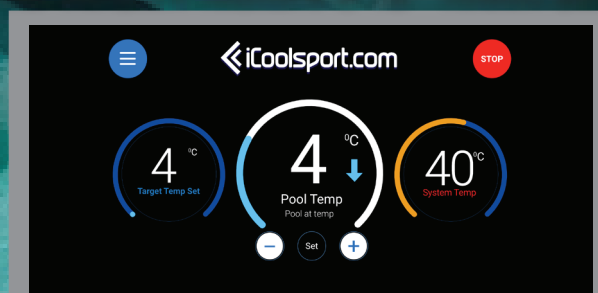 iCoolsport.com
STOP
4 °C
Target Temp Set
4 °C
Pool Temp
Pool at temp
40 °C
System Temp
− Set +